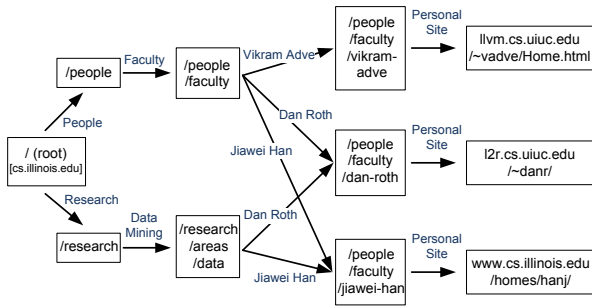 /people
Faculty
/people
/faculty
Vikram Adve
/people
/faculty
/vikram-
adve
Personal
Site
llvm.cs.uiuc.edu
/~vadve/Home.html
People
/ (root)
[cs.illinois.edu]
Dan Roth
Jiawei Han
/people
/faculty
/dan-roth
Personal
Site
l2r.cs.uiuc.edu
/~danr/
Research
/research
Data
Mining
/research
/areas
/data
Dan Roth
Jiawei Han
/people
/faculty
/jiawei-han
Personal
Site
www.cs.illinois.edu
/homes/hanj/